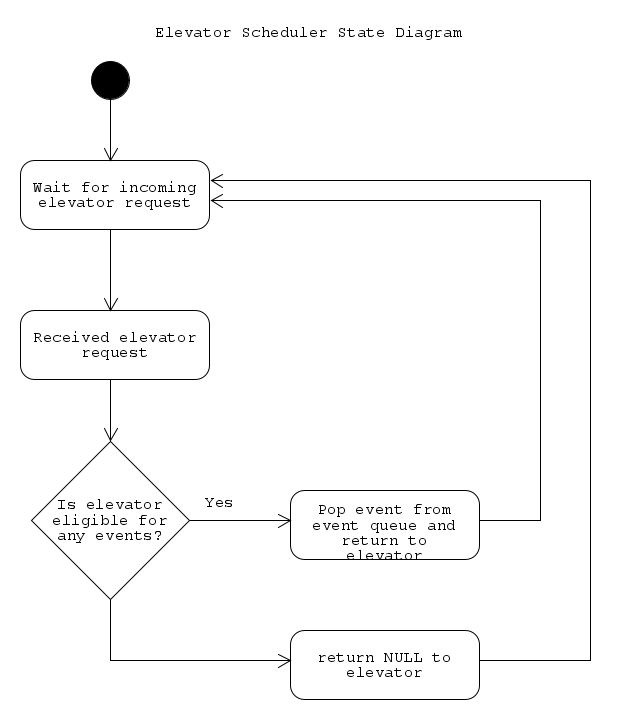 Elevator Scheduler State Diagram
Wait for incoming
elevator request
Received elevator
request
Is elevator
eligible for
any events?
Yes
Pop event from
event queue and
return to
elevator
return NULL to
elevator